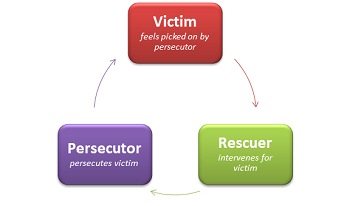 Victim
feels picked on by
persecutor
Persecutor
persecutes victim
Rescuer
intervenes for
victim